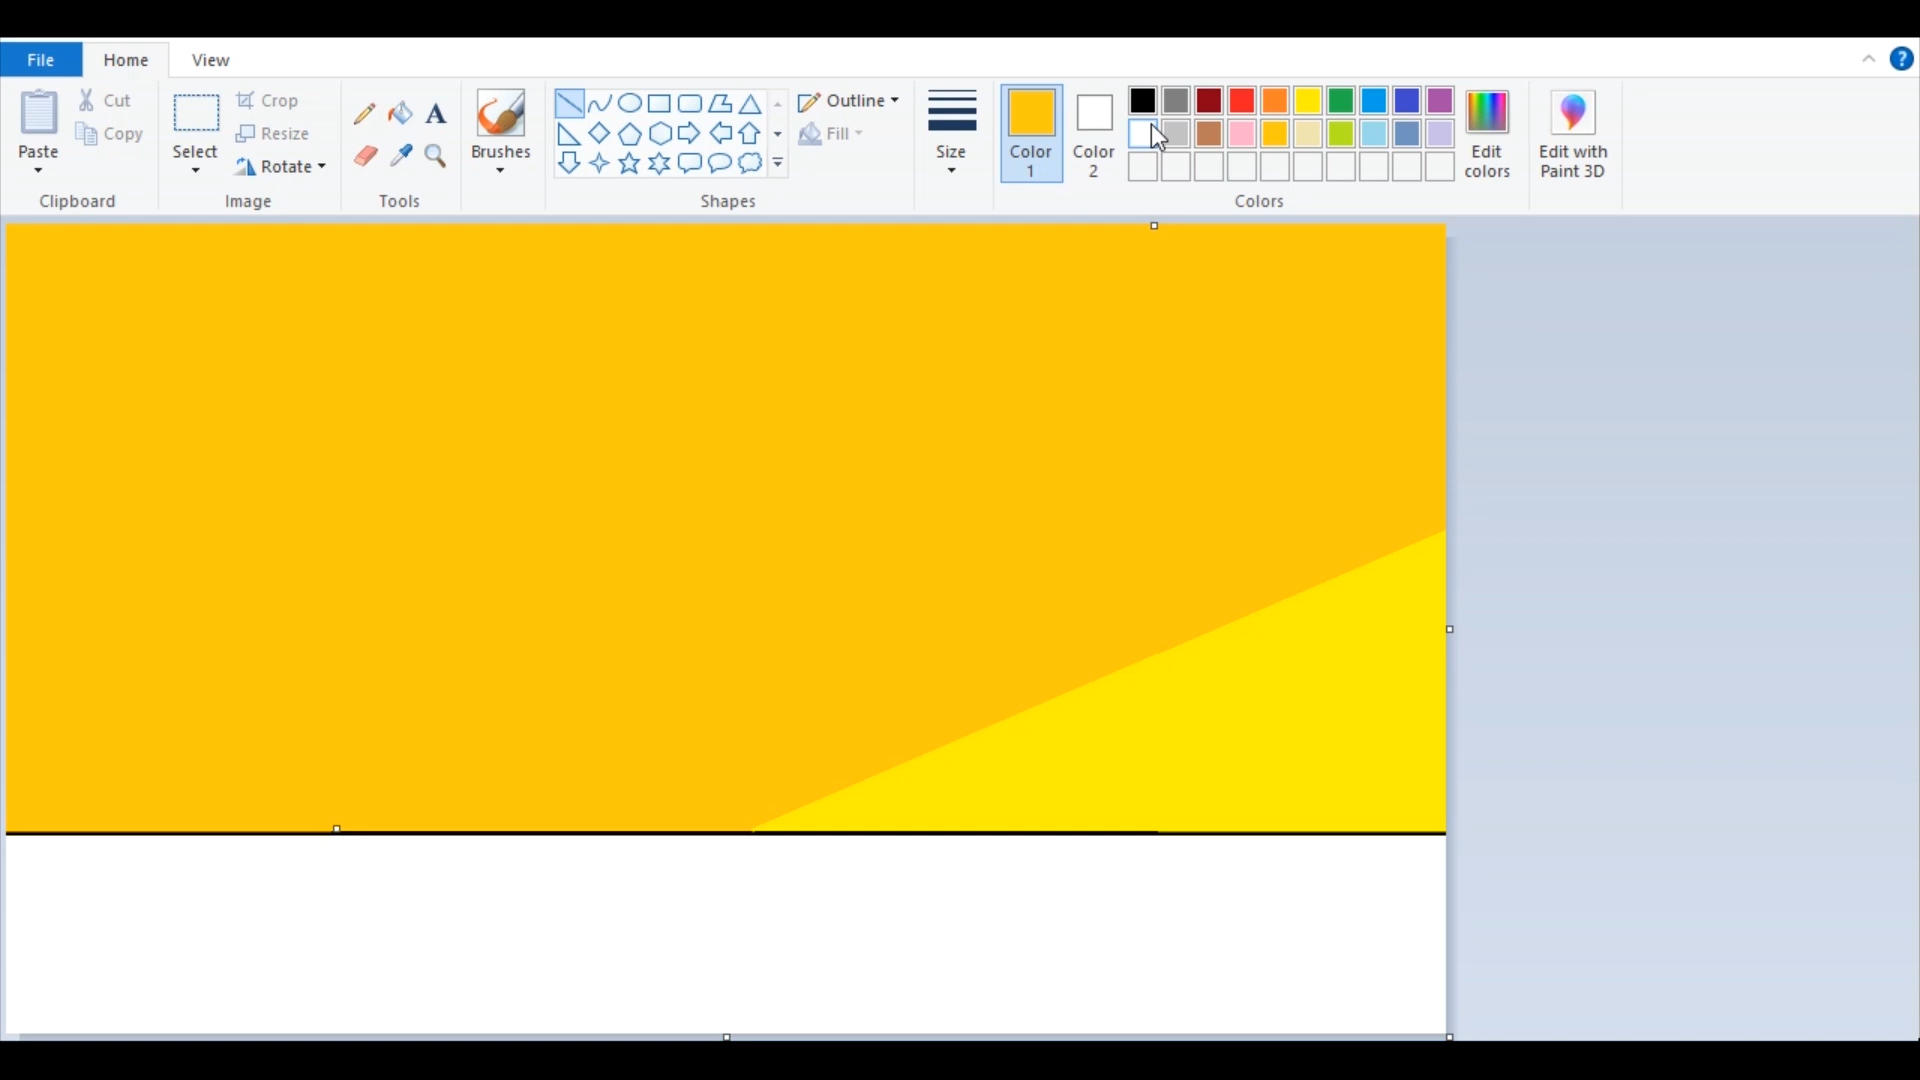 File Home View
?
Paste
Cut
Copy
Clipboard
Select
Crop
Resize
Rotate
Image
A
Tools
Brushes
Outline
Fill
Shapes
Size
Color
1
Color
2
Edit
colors
Colors
Edit with
Paint 3D